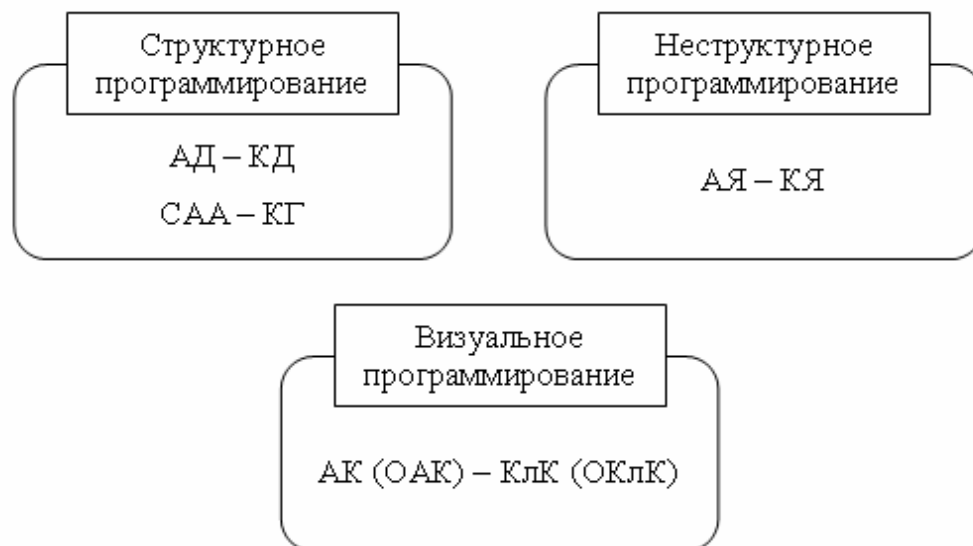 Структурное
программирование
АД – КД
САА – КГ
Неструктурное
программирование
АЯ – КЯ
Визуальное
программирование
АК (ОАК) – КлК (ОКлК)